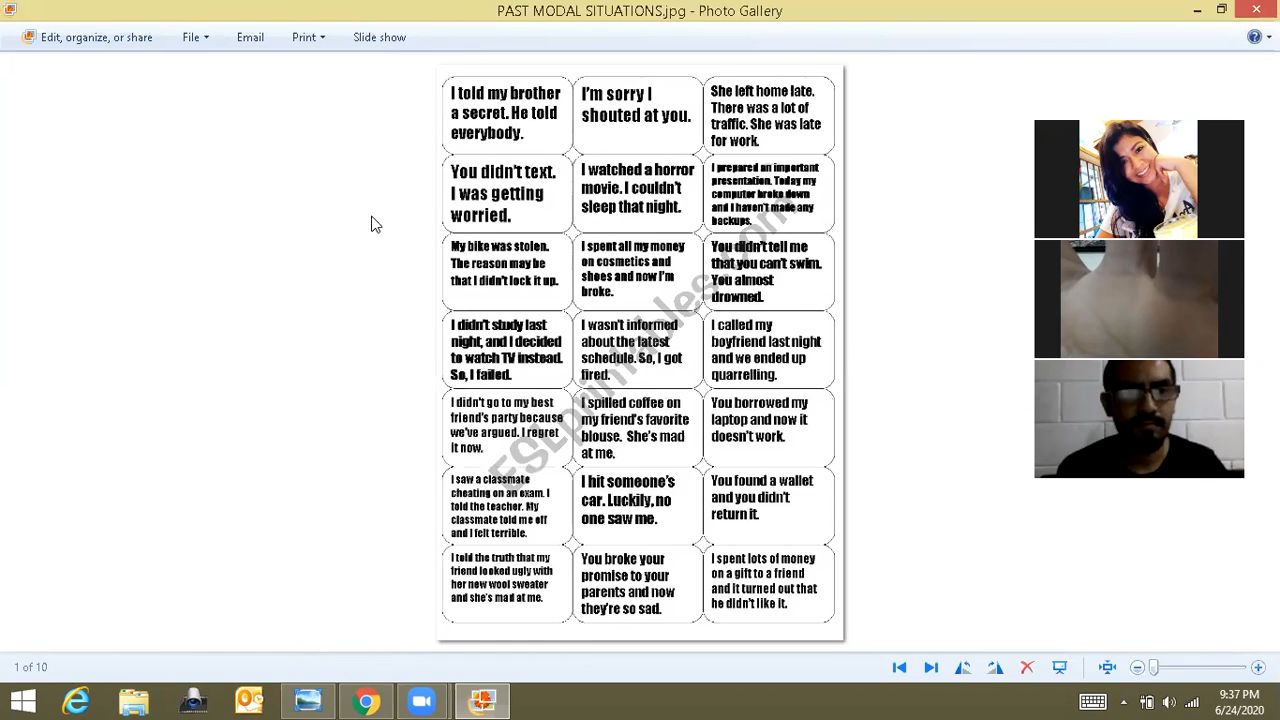 PAST MODAL SITUATIONS.jpg - Photo Gallery
Edit, organize, or share
File
Email
Print
Slide show
I told my brother
a secret. He told
everybody.
I'm sorry I
shouted at you.
She left home late.
There was a lot of
traffic. She was late
for work.
You didn't text.
I was getting
worried.
I watched a horror
movie. I couldn't
sleep that night.
I prepared an important
presentation. Today my
computer broke down
and I haven't made any
backups.
My bike was stolen.
The reason may be
that I didn't lock it up.
I spent all my money
on cosmetics and
shoes and now I'm
broke.
You didn't tell me
that you can't swim.
You almost
drowned.
I didn't study last
night, and I decided
to watch TV instead.
So, I failed.
I wasn't informed
about the latest
schedule. So, I got
fired.
I called my
boyfriend last night
and we ended up
quarrelling.
I didn't go to my best
friend's party because
we've argued. I regret
it now.
I spilled coffee on
my friend's favorite
blouse. She's mad
at me.
You borrowed my
laptop and now it
doesn't work.
I saw a classmate
cheating on an exam. I
told the teacher. My
classmate told me off
and I felt terrible.
I hit someone's
car. Luckily, no
one saw me.
You found a wallet
and you didn't
return it.
I told the truth that my
friend looked ugly with
her new wool sweater
and she's mad at me.
You broke your
promise to your
parents and now
they're so sad.
I spent lots of money
on a gift to a friend
and it turned out that
he didn't like it.
ESLprintables.com
1 of 10
9:37 PM
6/24/2020